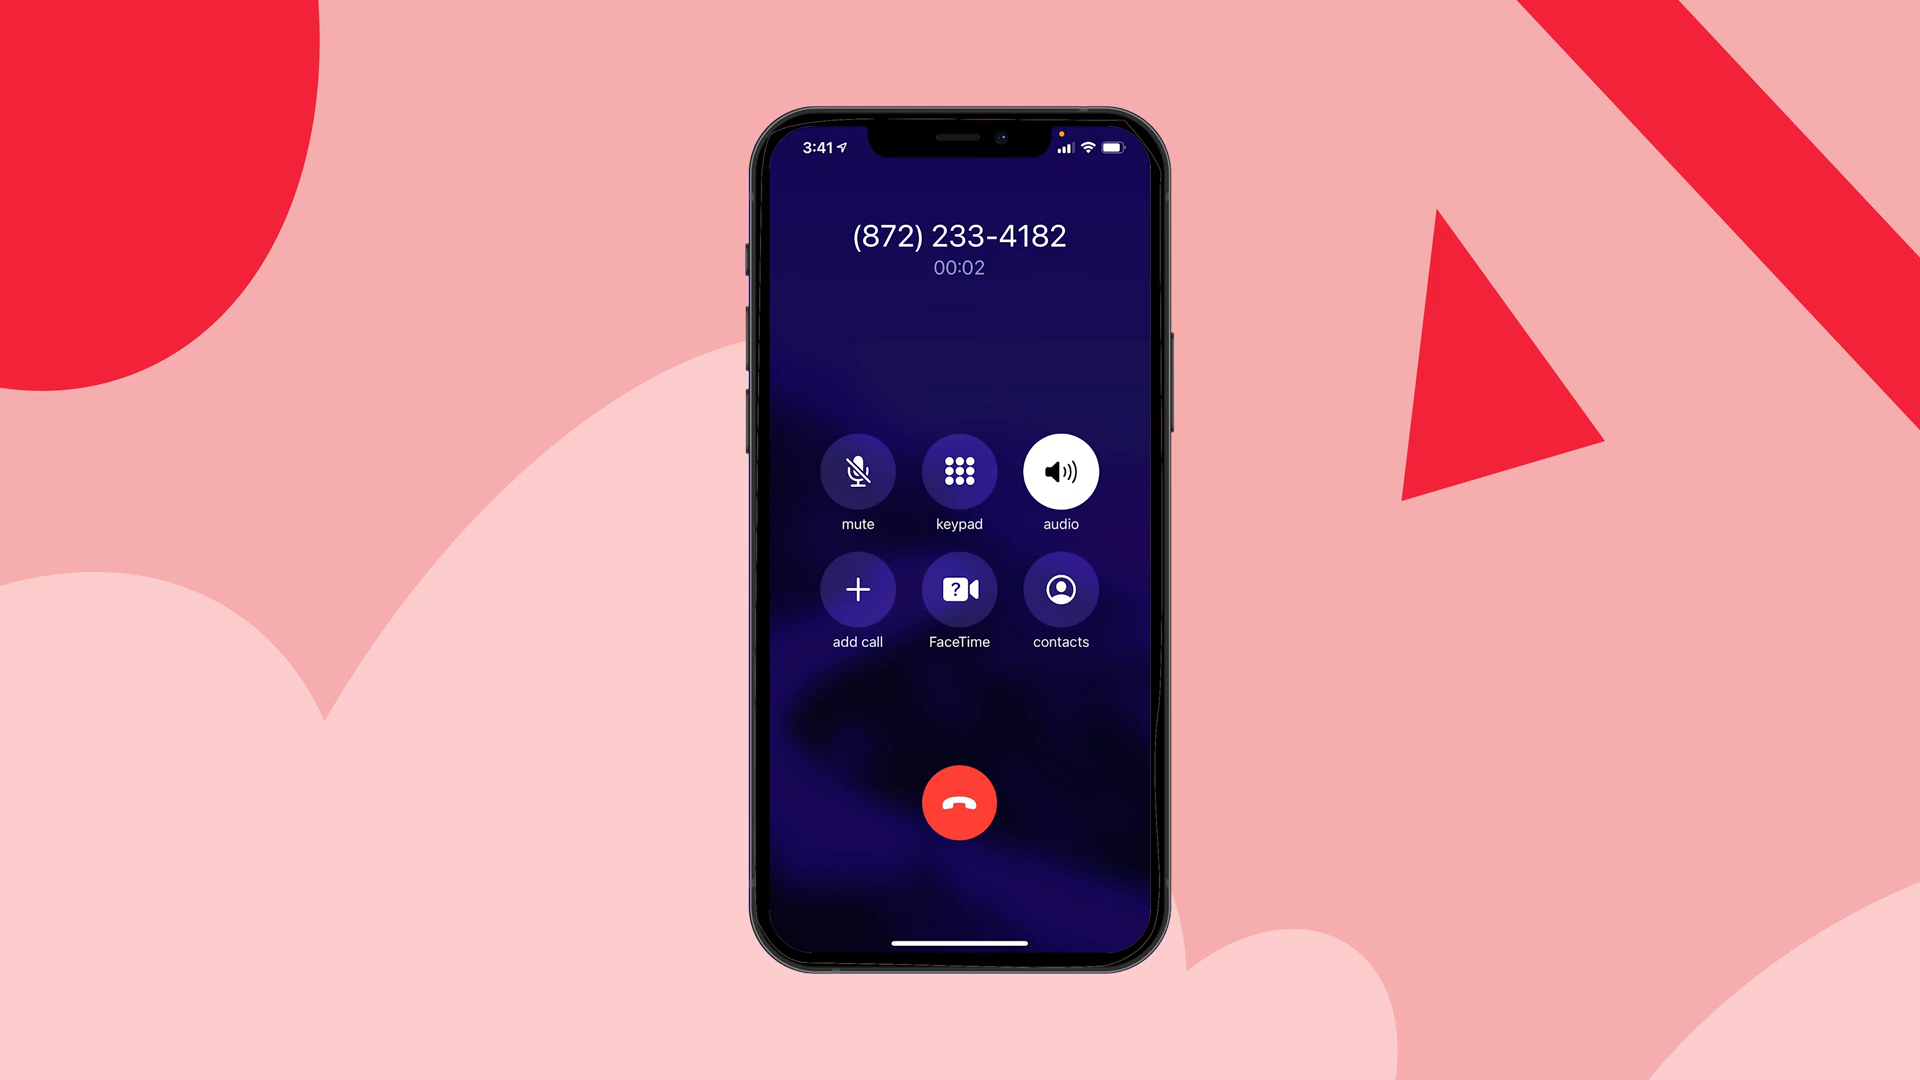 3:41
(872) 233-4182
00:02
mute keypad audio
?
add call FaceTime contacts